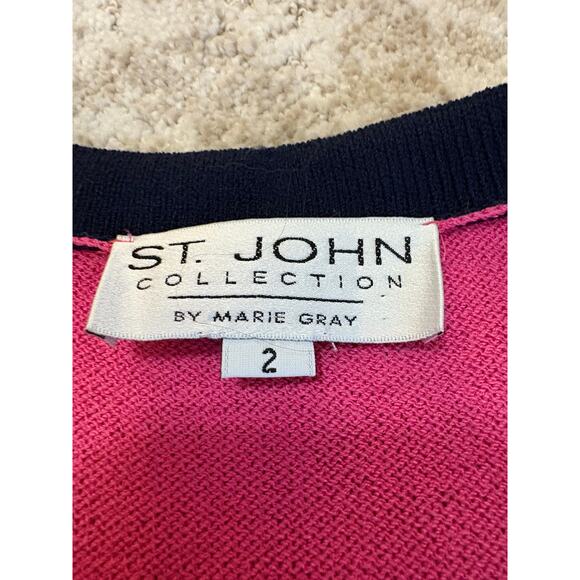 ST. JOHN
COLLECTION
BY MARIE GRAY
2